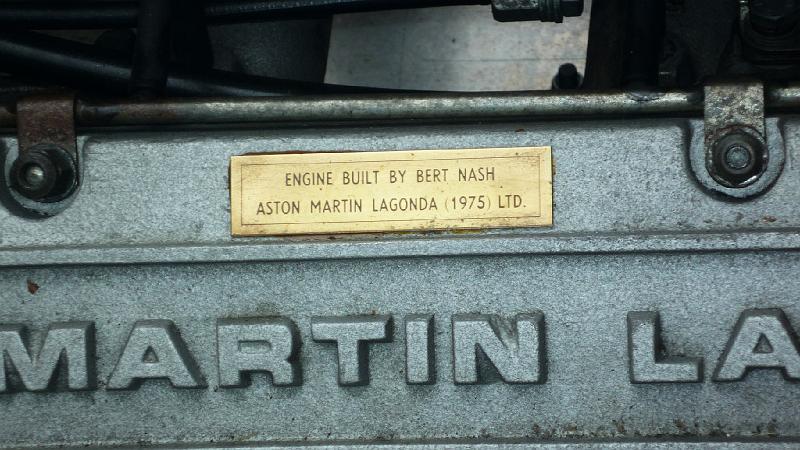 ENGINE BUILT BY BERT NASH
ASTON MARTIN LAGONDA (1975) LTD.
MARTIN LA